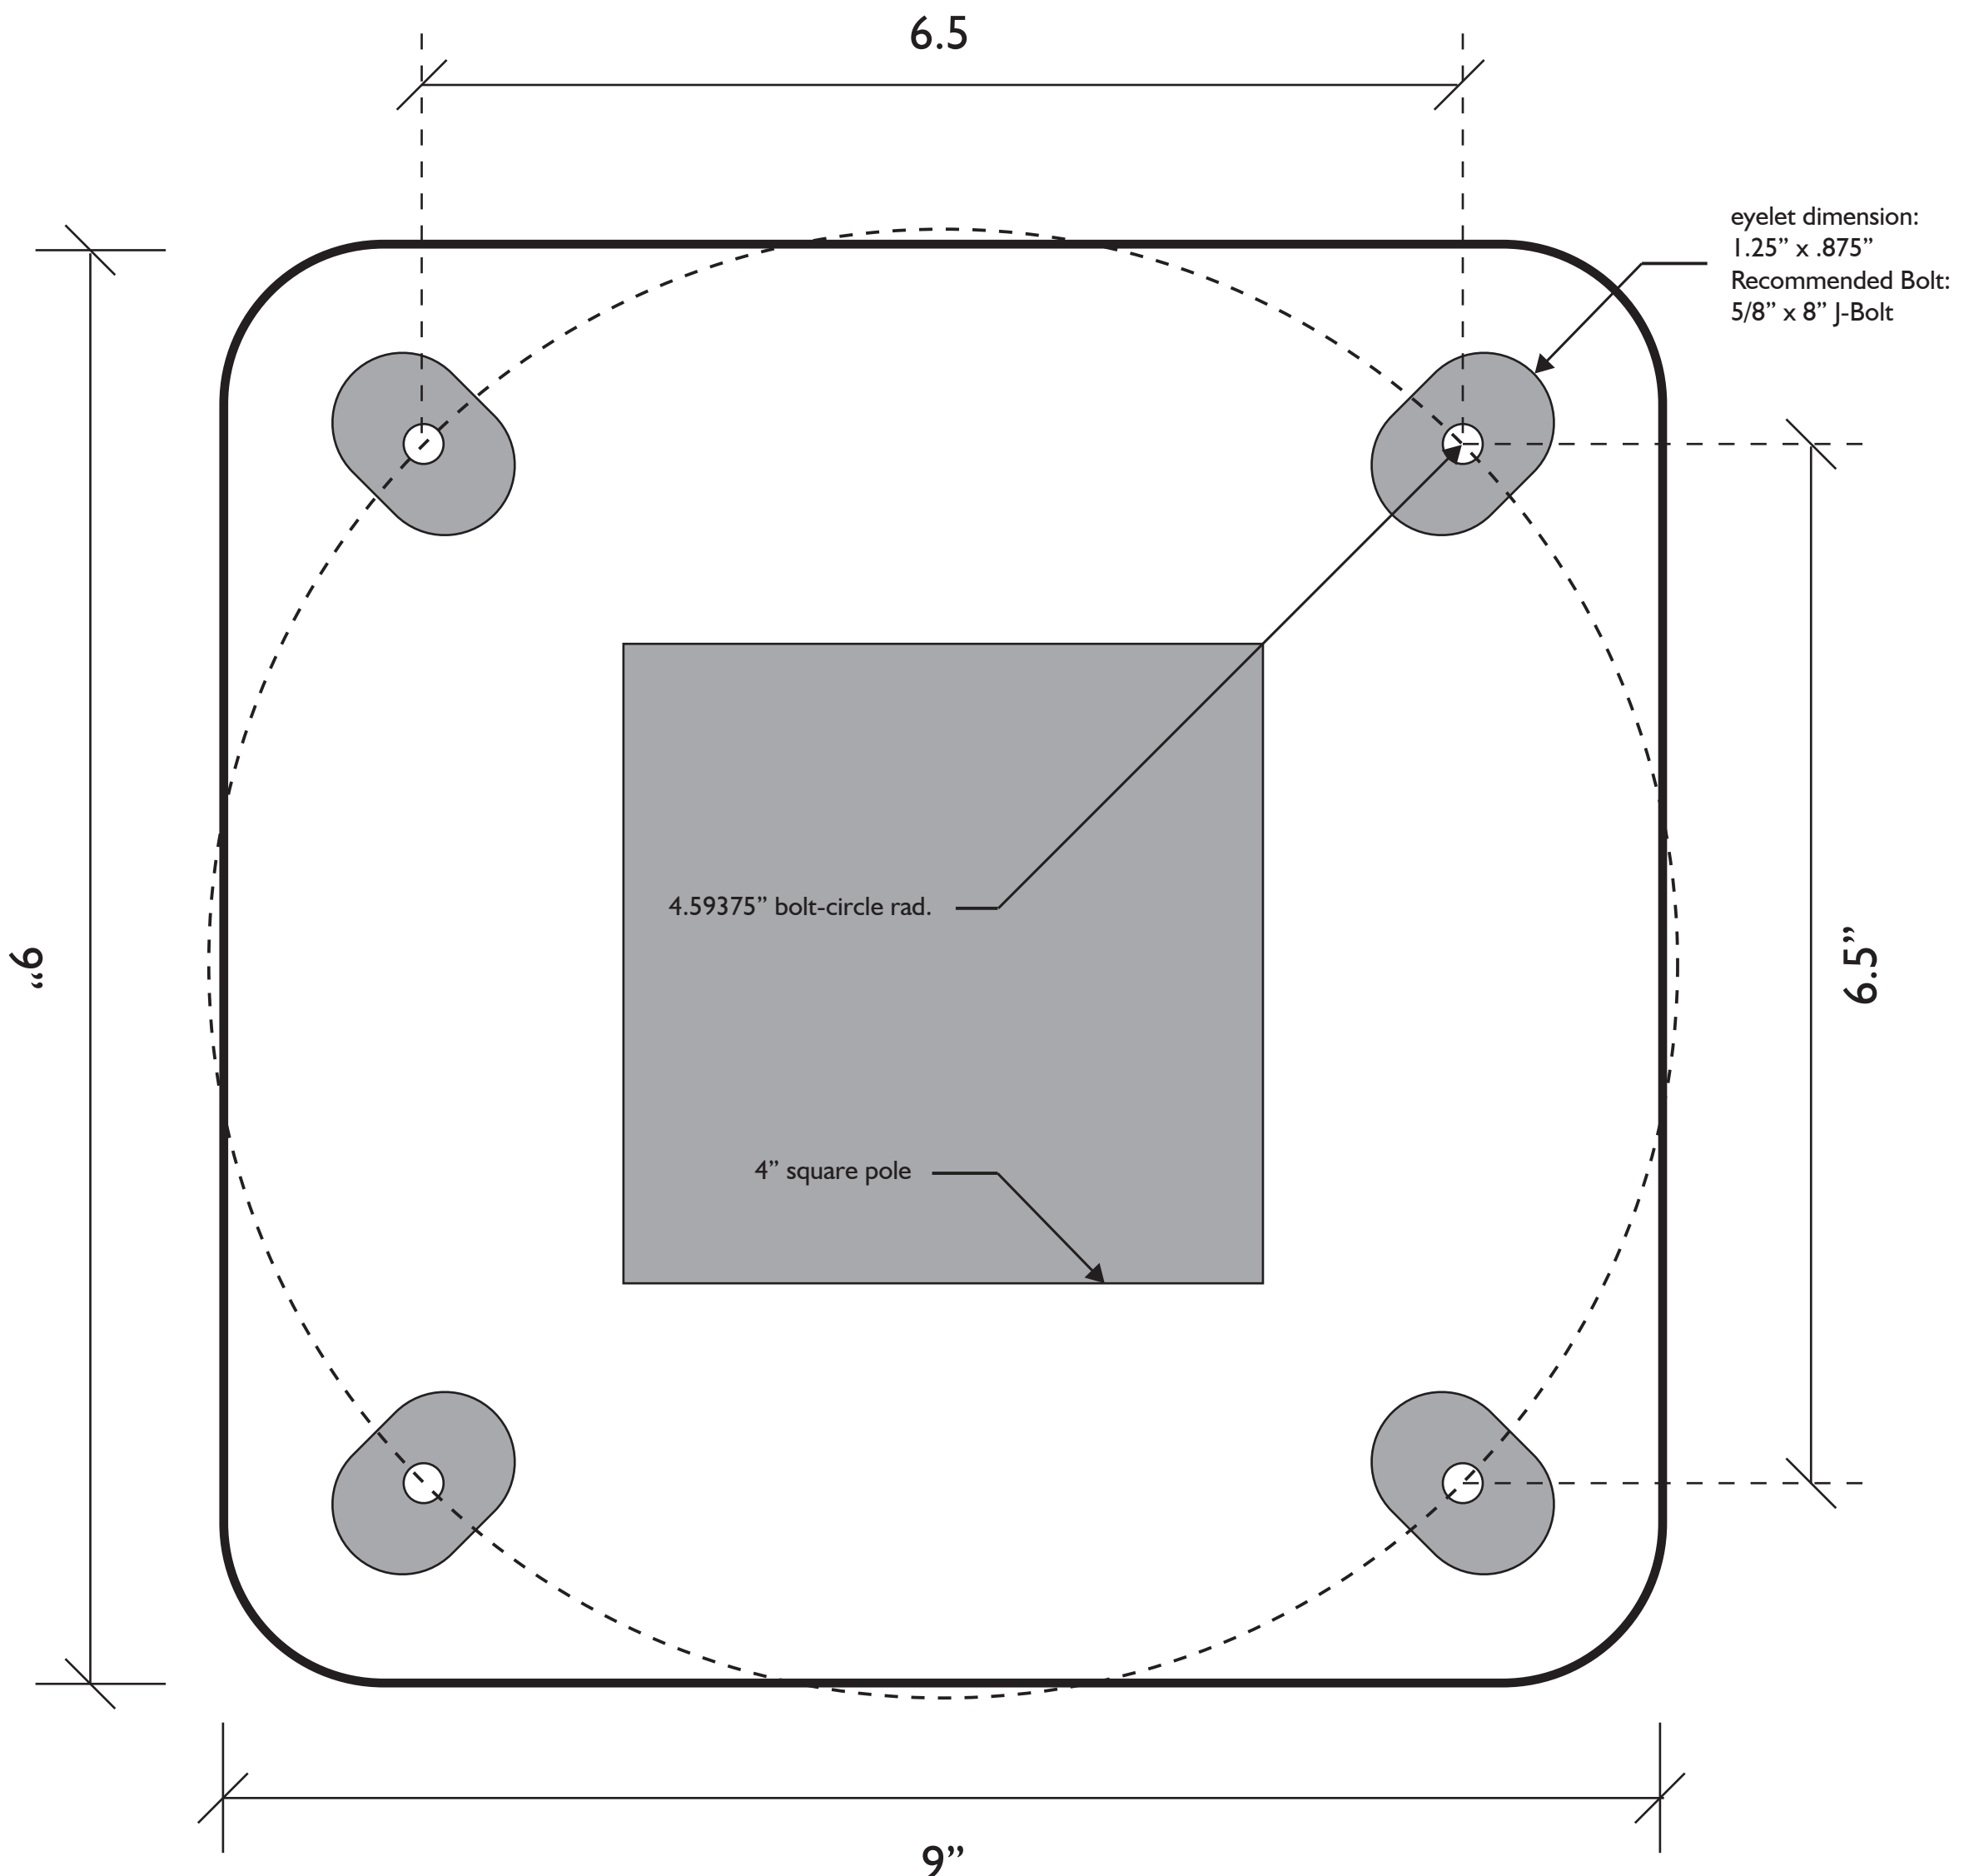 6.5
eyelet dimension:
1.25” x .875”
Recommended Bolt:
5/8” x 8” J-Bolt
4.59375” bolt-circle rad.
9”
6.5”
4” square pole
9”